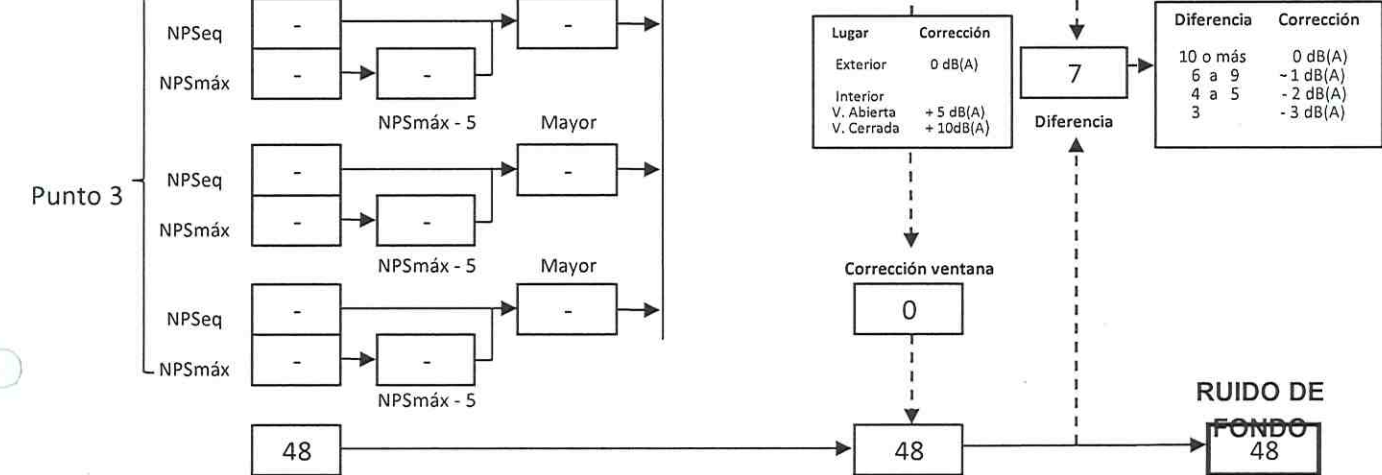 NPSeq - -
NPSmáx - -
NPSmáx - 5 Mayor
Punto 3
NPSeq - -
NPSmáx - -
NPSmáx - 5 Mayor
NPSeq - -
NPSmáx - -
NPSmáx - 5
Lugar Corrección
Exterior 0 dB(A)
Interior
V. Abierta + 5 dB(A)
V. Cerrada + 10dB(A)
7
Diferencia
Diferencia Corrección
10 o más 0 dB(A)
6 a 9 - 1 dB(A)
4 a 5 - 2 dB(A)
3 - 3 dB(A)
Corrección ventana
0
RUIDO DE
FONDO
48 48 48